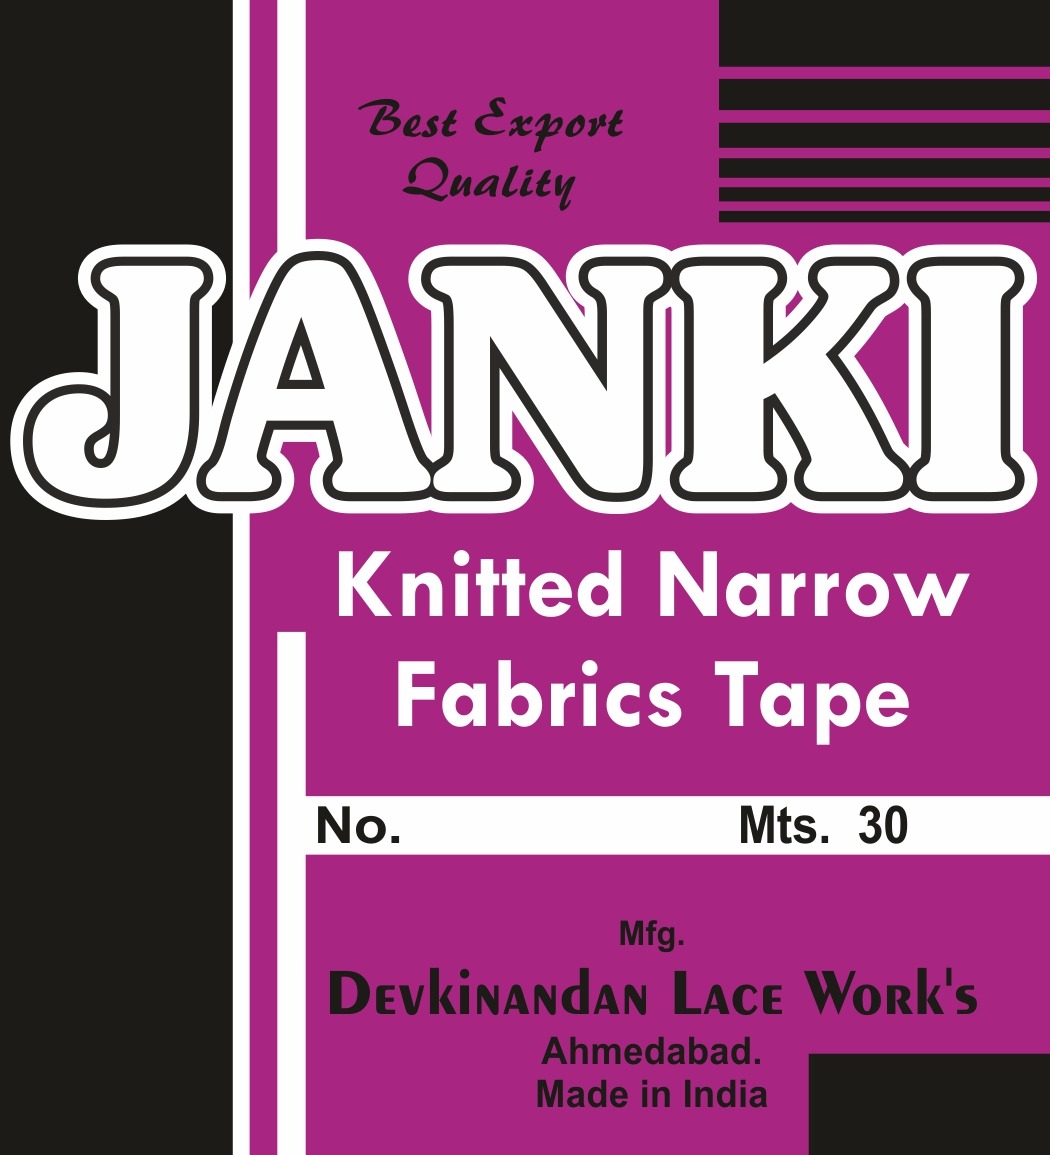 Best Export
Quality
JANKI
Knitted Narrow
Fabrics Tape
No. Mts. 30
Mfg.
Devkinandan Lace Work's
Ahmedabad.
Made in India